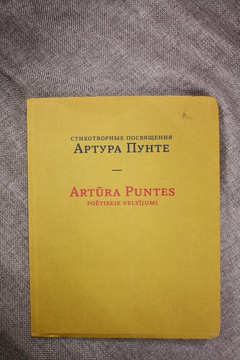 стихотворные посвящения
Артура Пунте
—
Artūra Puntes
poētiskie veltījumi